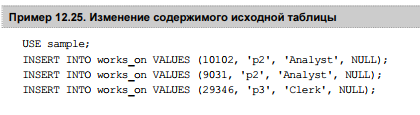 Пример 12.25. Изменение содержимого исходной таблицы
USE sample;
INSERT INTO works_on VALUES (10102, 'p2', 'Analyst', NULL);
INSERT INTO works_on VALUES (9031, 'p2', 'Analyst', NULL);
INSERT INTO works_on VALUES (29346, 'p3', 'Clerk', NULL);